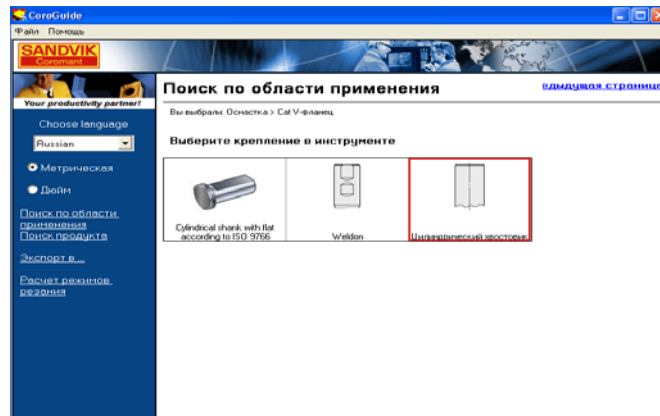 CoroGuide
Файл Помощь
SANDVIK
Coromant
Your productivity partner!
Choose language
Russian
Метрическая
Дюйм
Поиск по области
применения
Поиск продукта
Экспорт в ...
Расчет режимов
резания
Поиск по области применения
едыдущая страница
Вы выбрали: Оснастка > Cat V-фланец
Выберите крепление в инструменте
Cylindrical shank with flat
according to ISO 9766
Weldon
Цилиндрический хвостовик